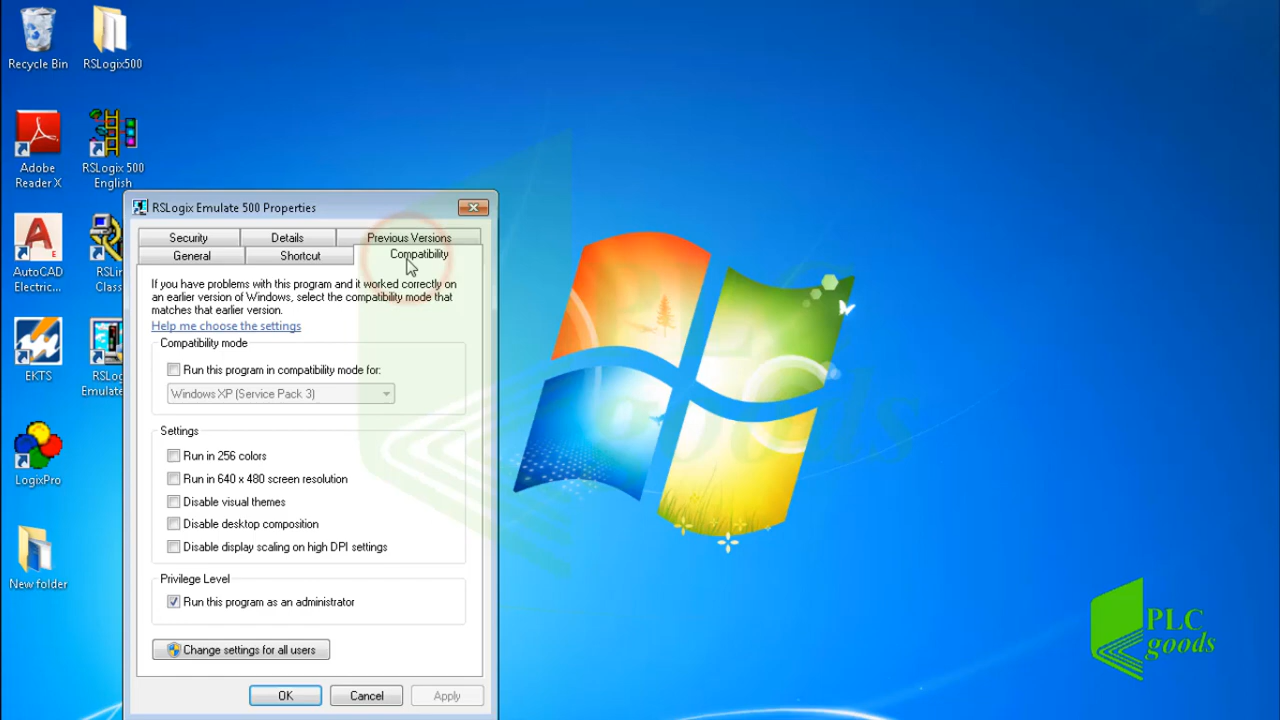 Recycle Bin
RSLogix500
Adobe
Reader X
RSLogix 500
English
AutoCAD
Electric...
RSLin
Class
EKTS
RSLog
Emulate
LogixPro
New folder
RSLogix Emulate 500 Properties
Security
Details
Previous Versions
General
Shortcut
Compatibility
If you have problems with this program and it worked correctly on
an earlier version of Windows, select the compatibility mode that
matches that earlier version.
Help me choose the settings
Compatibility mode
Run this program in compatibility mode for:
Windows XP (Service Pack 3)
Settings
Run in 256 colors
Run in 640 x 480 screen resolution
Disable visual themes
Disable desktop composition
Disable display scaling on high DPI settings
Privilege Level
Run this program as an administrator
Change settings for all users
OK
Cancel
Apply
PLC
goods